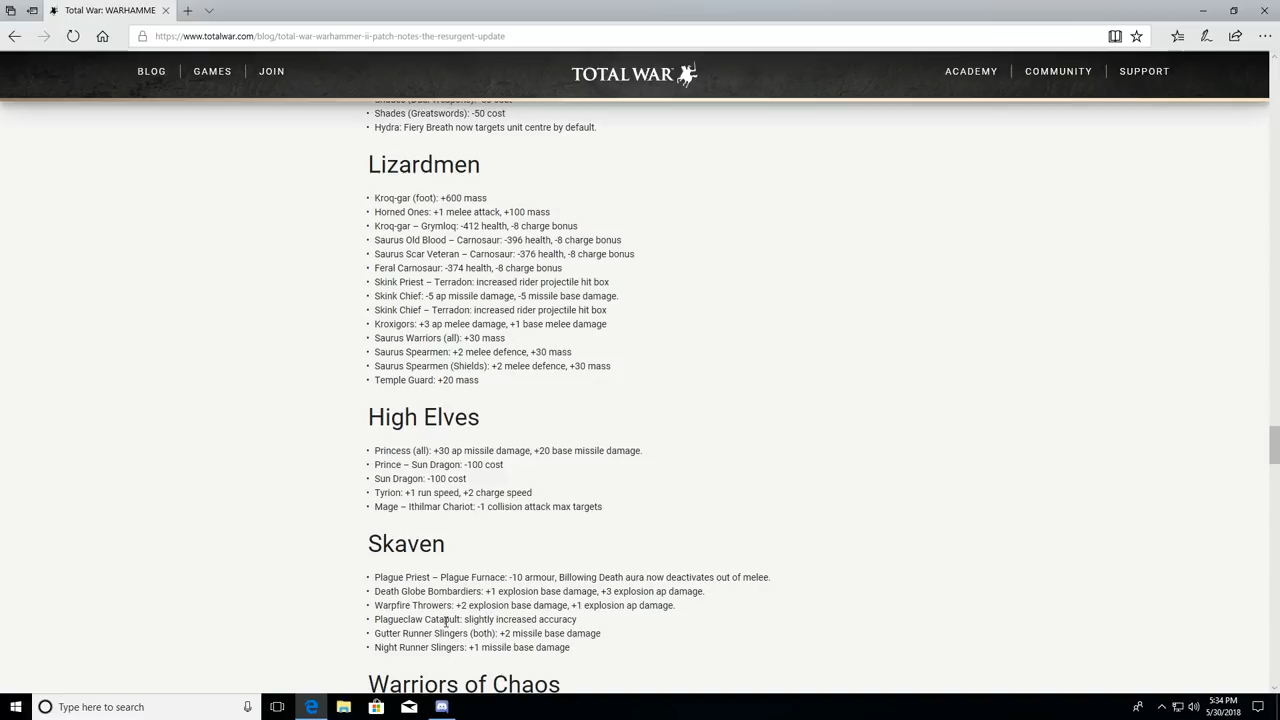 Total War: WARHAMME
https://www.totalwar.com/blog/total-war-warhammer-ii-patch-notes-the-resurgent-update
BLOG GAMES JOIN TOTAL WAR ACADEMY COMMUNITY SUPPORT
• Shades (Greatswords): -50 cost
• Hydra: Fiery Breath now targets unit centre by default.
Lizardmen
• Kroq-gar (foot): +600 mass
• Horned Ones: +1 melee attack, +100 mass
• Kroq-gar – Grymloq: -412 health, -8 charge bonus
• Saurus Old Blood – Carnosaur: -396 health, -8 charge bonus
• Saurus Scar Veteran – Carnosaur: -376 health, -8 charge bonus
• Feral Carnosaur: -374 health, -8 charge bonus
• Skink Priest – Terradon: increased rider projectile hit box
• Skink Chief: -5 ap missile damage, -5 missile base damage.
• Skink Chief – Terradon: increased rider projectile hit box
• Kroxigors: +3 ap melee damage, +1 base melee damage
• Saurus Warriors (all): +30 mass
• Saurus Spearmen: +2 melee defence, +30 mass
• Saurus Spearmen (Shields): +2 melee defence, +30 mass
• Temple Guard: +20 mass
High Elves
• Princess (all): +30 ap missile damage, +20 base missile damage.
• Prince – Sun Dragon: -100 cost
• Sun Dragon: -100 cost
• Tyrion: +1 run speed, +2 charge speed
• Mage – Ithilmar Chariot: -1 collision attack max targets
Skaven
• Plague Priest – Plague Furnace: -10 armour, Billowing Death aura now deactivates out of melee.
• Death Globe Bombardiers: +1 explosion base damage, +3 explosion ap damage.
• Warpfire Throwers: +2 explosion base damage, +1 explosion ap damage.
• Plagueclaw Catapult: slightly increased accuracy
• Gutter Runner Slingers (both): +2 missile base damage
• Night Runner Slingers: +1 missile base damage
Warriors of Chaos
Type here to search
5:34 PM
5/30/2018